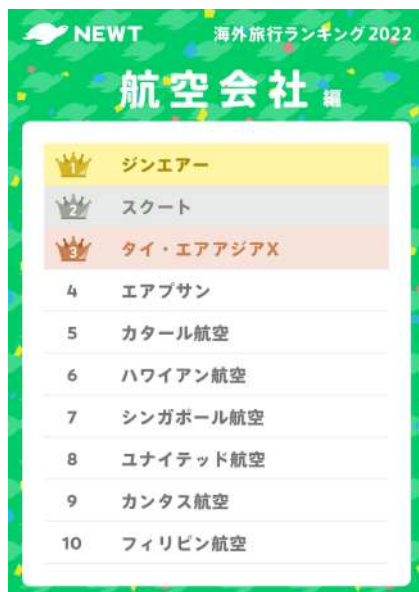 NEWT 海外旅行ランキング2022
航空会社 編
1 ジンエアー
2 スクート
3 タイ・エアアジアX
4 エアプサン
5 カタール航空
6 ハワイアン航空
7 シンガポール航空
8 ユナイテッド航空
9 カンタス航空
10 フィリピン航空